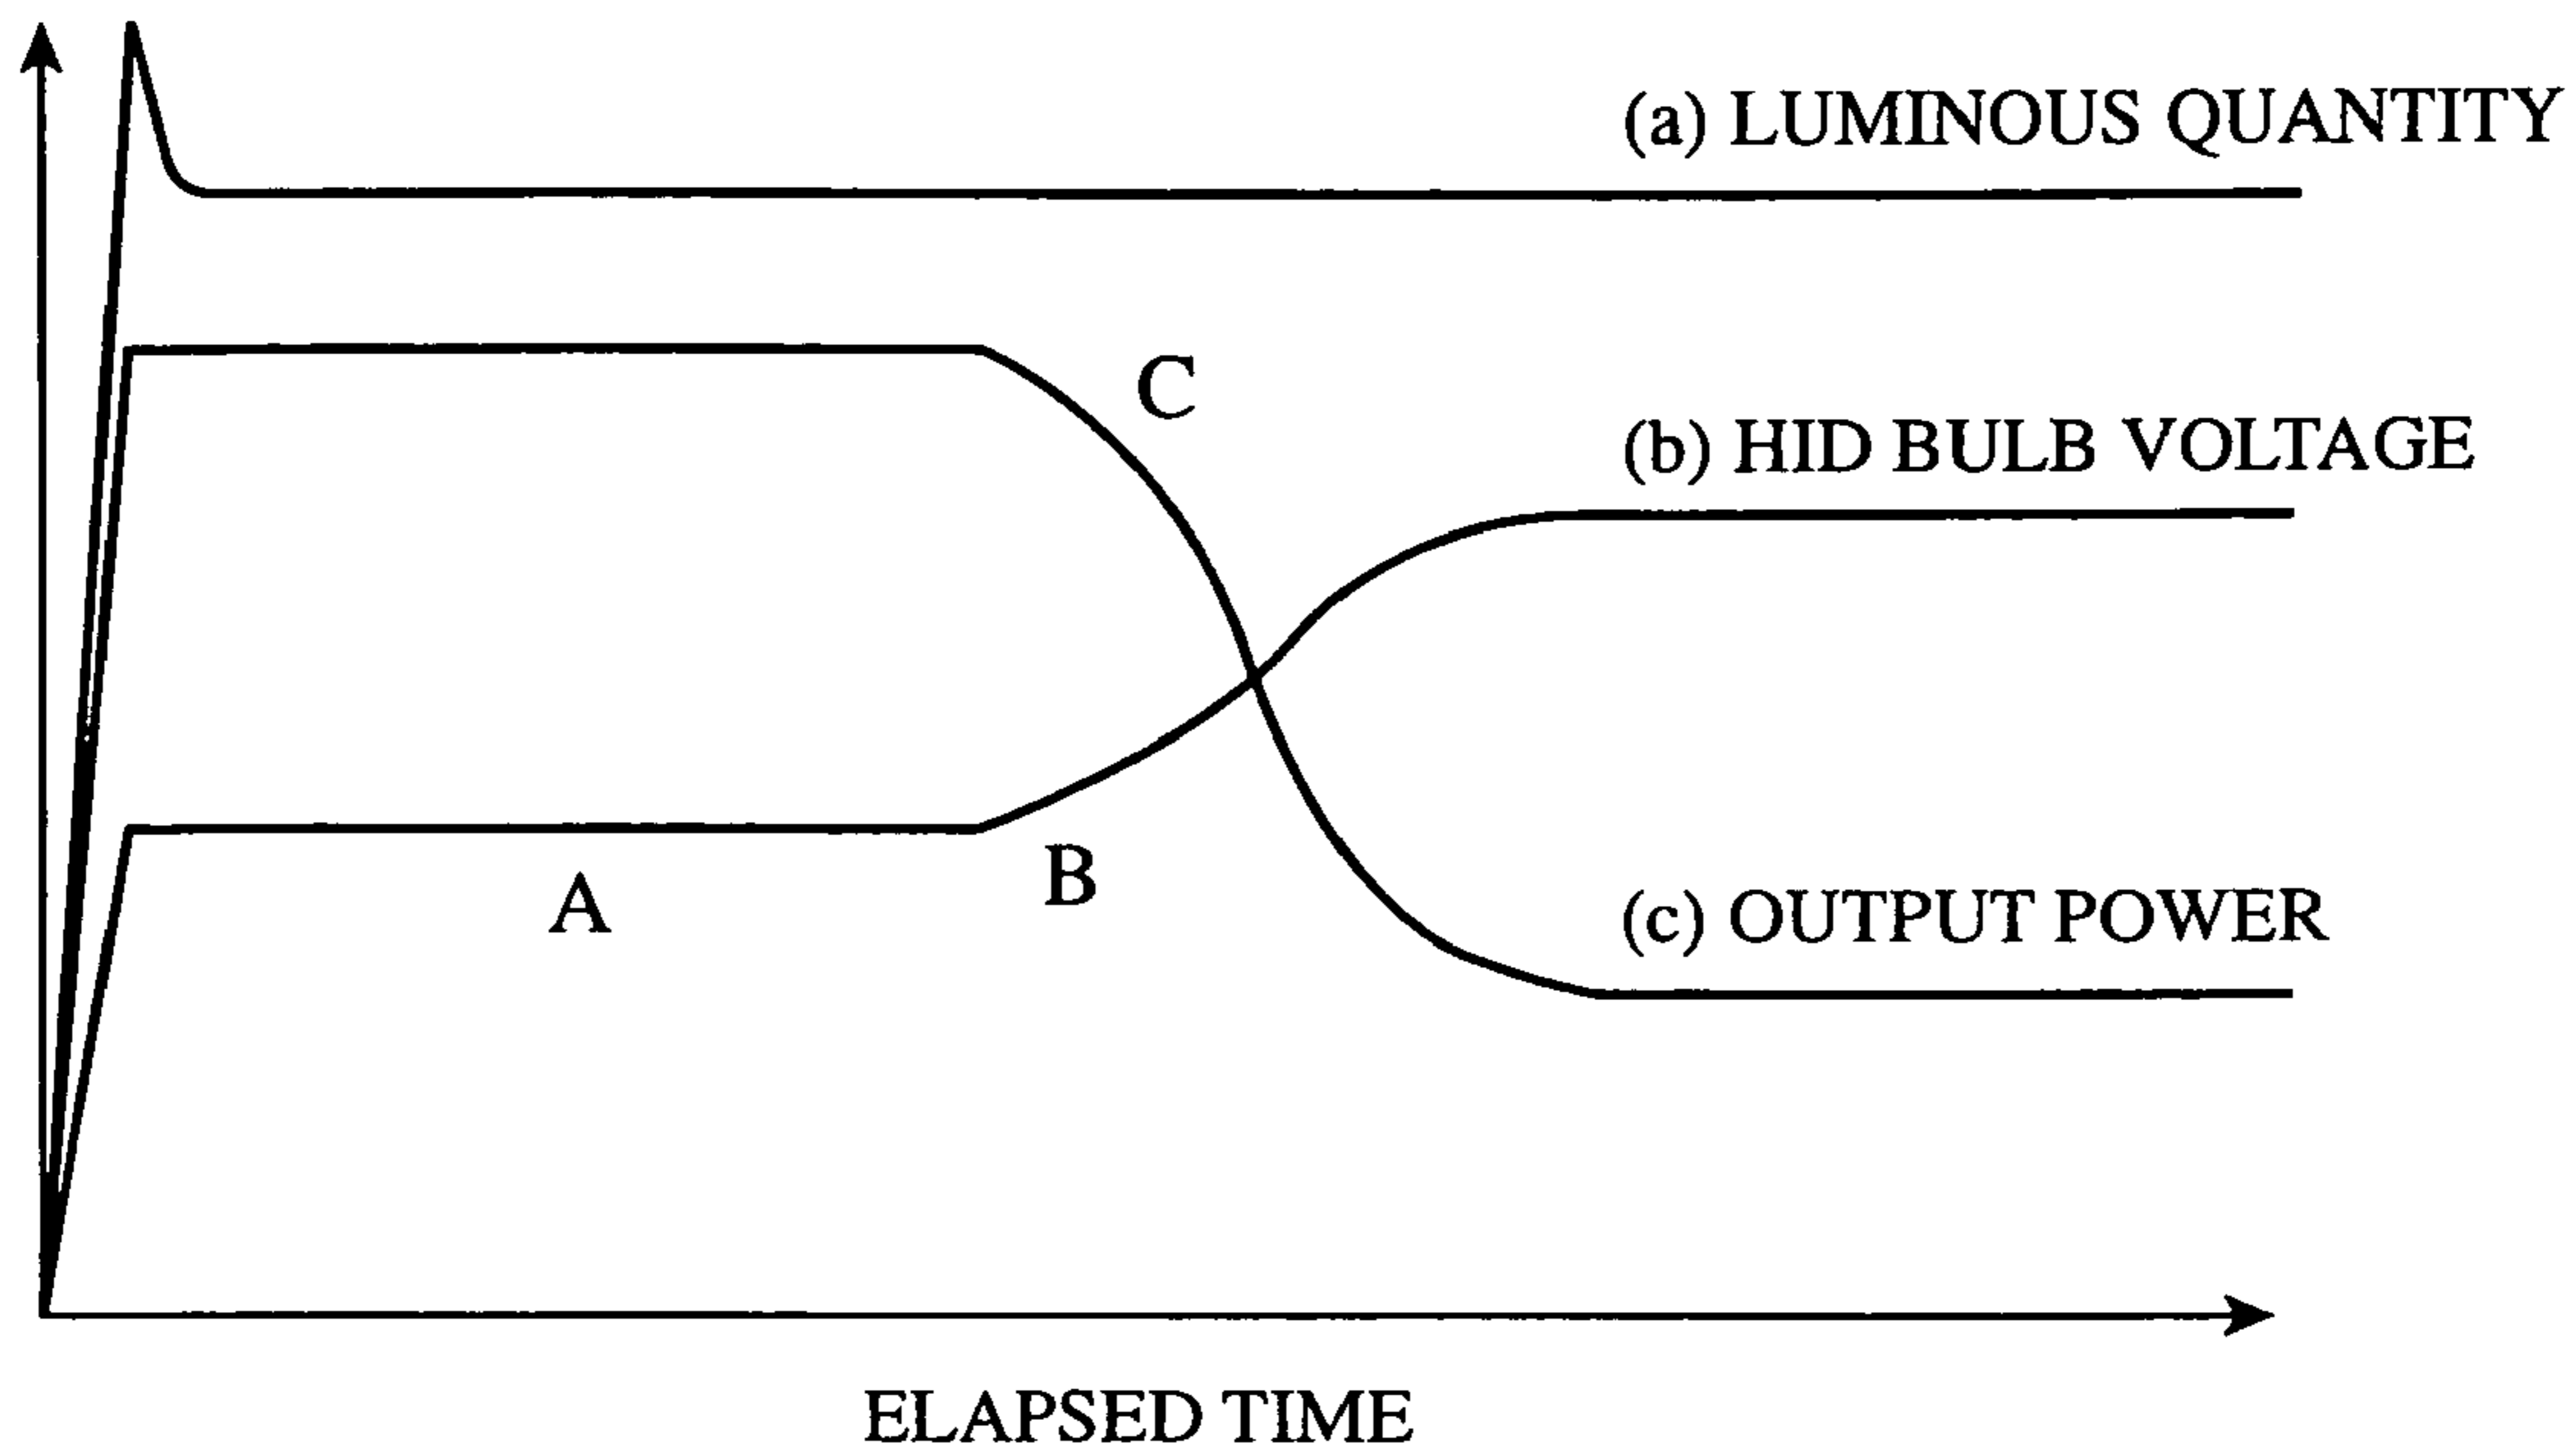 (a) LUMINOUS QUANTITY
C
(b) HID BULB VOLTAGE
A
B
(c) OUTPUT POWER
ELAPSED TIME